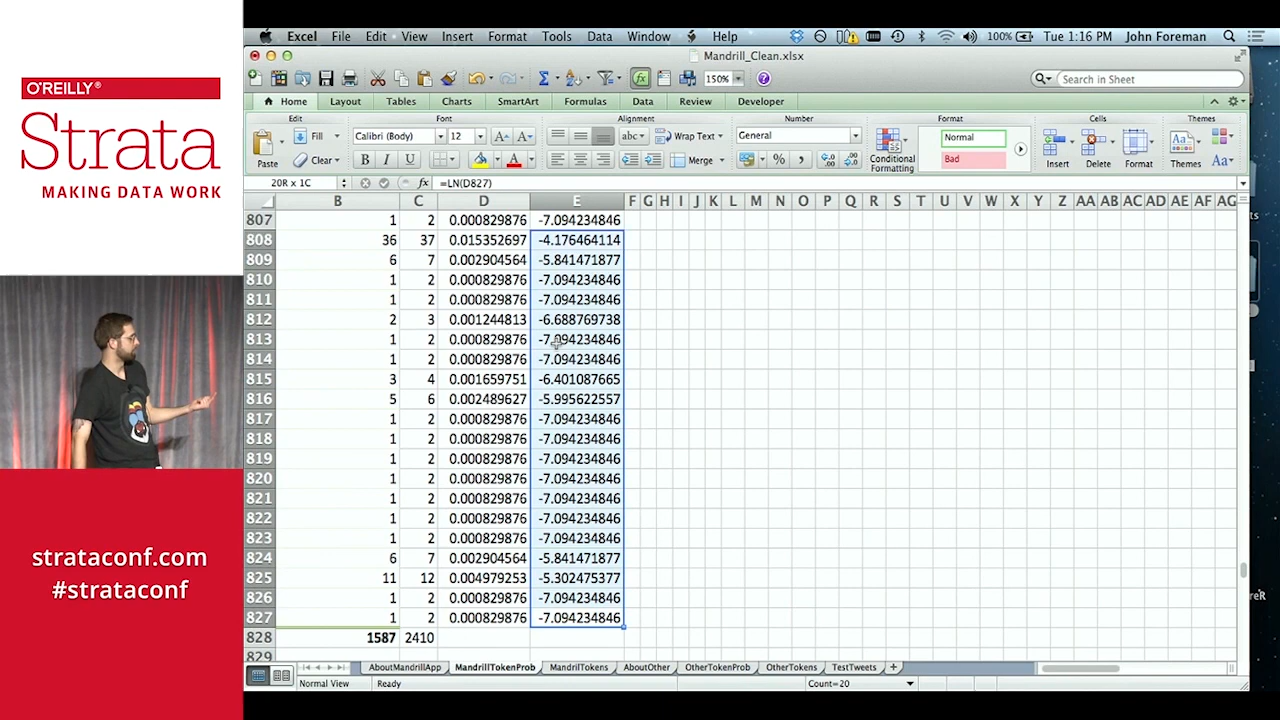 O'REILLY®
Strata
MAKING DATA WORK
strataconf.com
#strataconf
Excel File Edit View Insert Format Tools Data Window Help 100% Tue 1:16 PM John Foreman
Mandrill_Clean.xlsx
150% Search in Sheet
Home Layout Tables Charts SmartArt Formulas Data Review Developer
Edit Font Alignment Number Format Cells Themes
Fill Calibri (Body) 12 abc Wrap Text General Normal
Paste Clear B I U Merge % Conditional Formatting Bad Insert Delete Format Themes Aa
20R x 1C fx =LN(D827)
B C D E F G H I J K L M N O P Q R S T U V W X Y Z AA AB AC AD AE AF AG
807 1 2 0.000829876 -7.094234846
808 36 37 0.015352697 -4.176464114
809 6 7 0.002904564 -5.841471877
810 1 2 0.000829876 -7.094234846
811 1 2 0.000829876 -7.094234846
812 2 3 0.001244813 -6.688769738
813 1 2 0.000829876 -7.094234846
814 1 2 0.000829876 -7.094234846
815 3 4 0.001659751 -6.401087665
816 5 6 0.002489627 -5.995622557
817 1 2 0.000829876 -7.094234846
818 1 2 0.000829876 -7.094234846
819 1 2 0.000829876 -7.094234846
820 1 2 0.000829876 -7.094234846
821 1 2 0.000829876 -7.094234846
822 1 2 0.000829876 -7.094234846
823 1 2 0.000829876 -7.094234846
824 6 7 0.002904564 -5.841471877
825 11 12 0.004979253 -5.302475377
826 1 2 0.000829876 -7.094234846
827 1 2 0.000829876 -7.094234846
828 1587 2410
829
AboutMandrillApp MandrillTokenProb MandrilTokens AboutOther OtherTokenProb OtherTokens TestTweets +
Normal View Ready Count=20